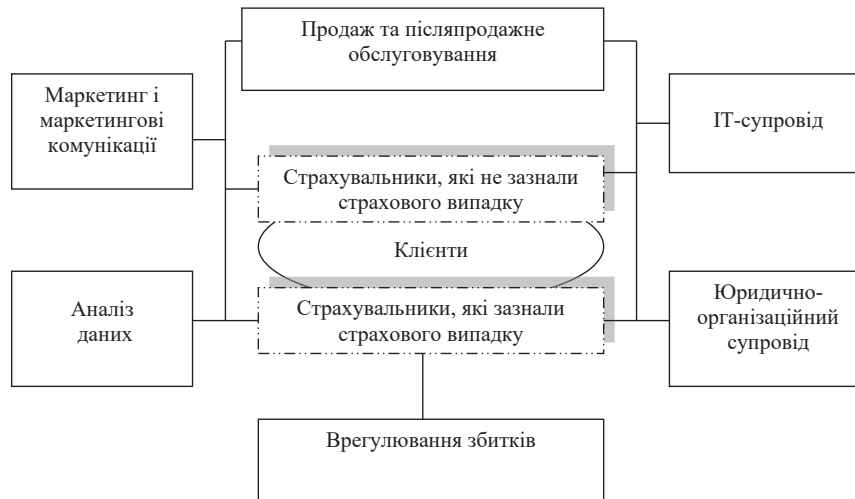 Продаж та післяпродажне
обслуговування
Маркетинг і
маркетингові
комунікації
ІТ-супровід
Страхувальники, які не зазнали
страхового випадку
Клієнти
Аналіз
даних
Страхувальники, які зазнали
страхового випадку
Юридично-
організаційний
супровід
Врегулювання збитків